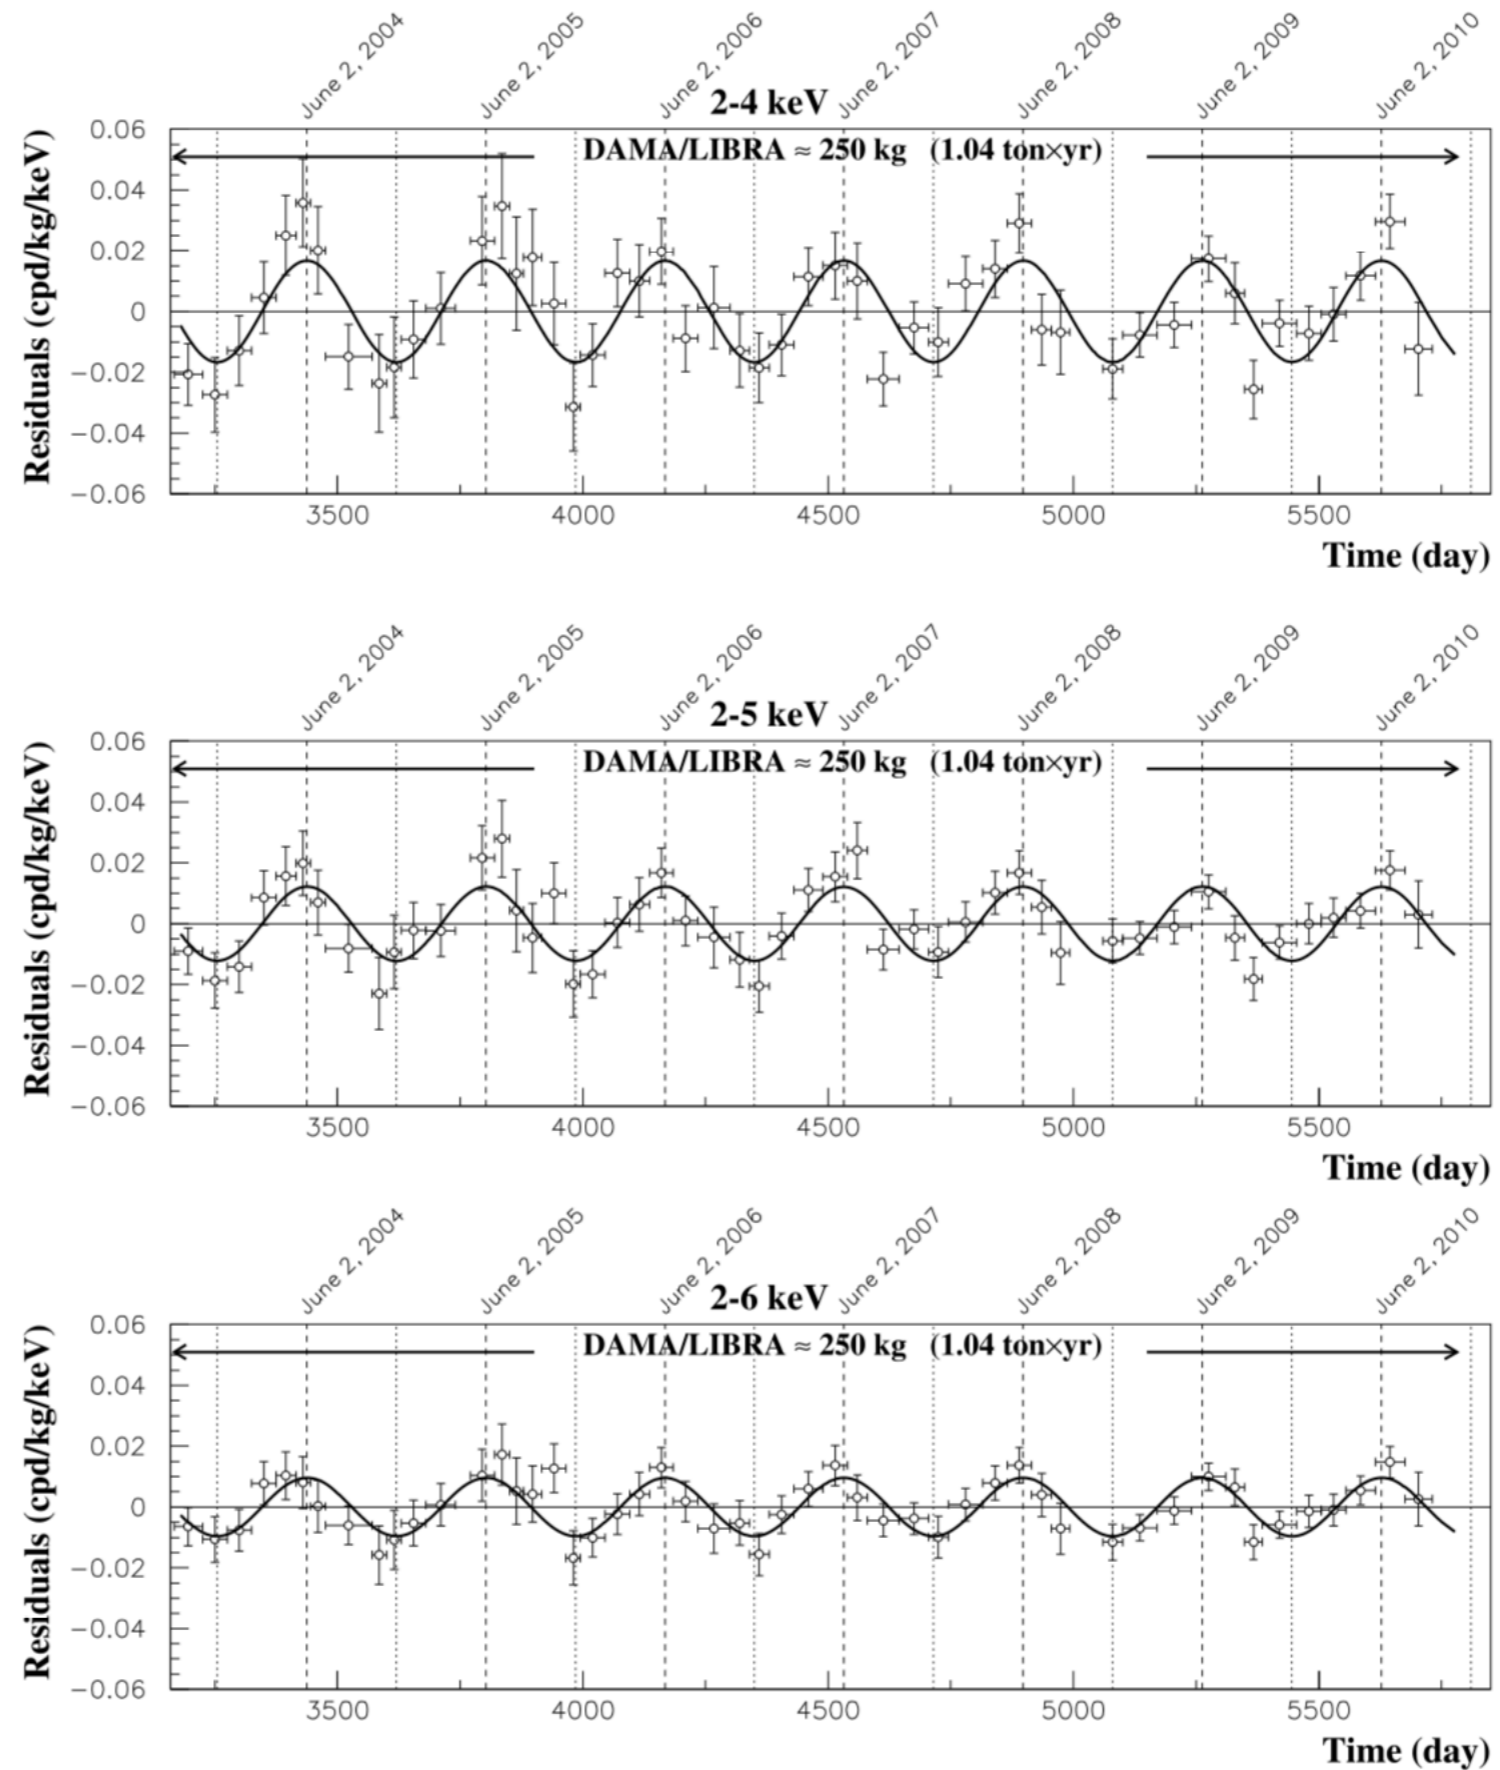 June 2, 2004
June 2, 2005
June 2, 2006
June 2, 2007
June 2, 2008
June 2, 2009
June 2, 2010
2-4 keV
DAMA/LIBRA ≈ 250 kg (1.04 ton×yr)
Residuals (cpd/kg/keV)
0.06
0.04
0.02
0
−0.02
−0.04
−0.06
3500
4000
4500
5000
5500
Time (day)
June 2, 2004
June 2, 2005
June 2, 2006
June 2, 2007
June 2, 2008
June 2, 2009
June 2, 2010
2-5 keV
DAMA/LIBRA ≈ 250 kg (1.04 ton×yr)
Residuals (cpd/kg/keV)
0.06
0.04
0.02
0
−0.02
−0.04
−0.06
3500
4000
4500
5000
5500
Time (day)
June 2, 2004
June 2, 2005
June 2, 2006
June 2, 2007
June 2, 2008
June 2, 2009
June 2, 2010
2-6 keV
DAMA/LIBRA ≈ 250 kg (1.04 ton×yr)
Residuals (cpd/kg/keV)
0.06
0.04
0.02
0
−0.02
−0.04
−0.06
3500
4000
4500
5000
5500
Time (day)